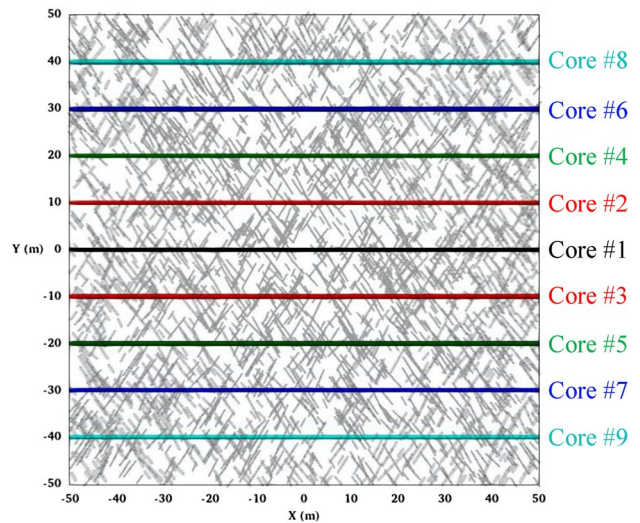 50
40
Core #8
30
Core #6
20
Core #4
10
Core #2
Y (m)
0
Core #1
-10
Core #3
-20
Core #5
-30
Core #7
-40
Core #9
-50
-50 -40 -30 -20 -10 0 10 20 30 40 50
X (m)